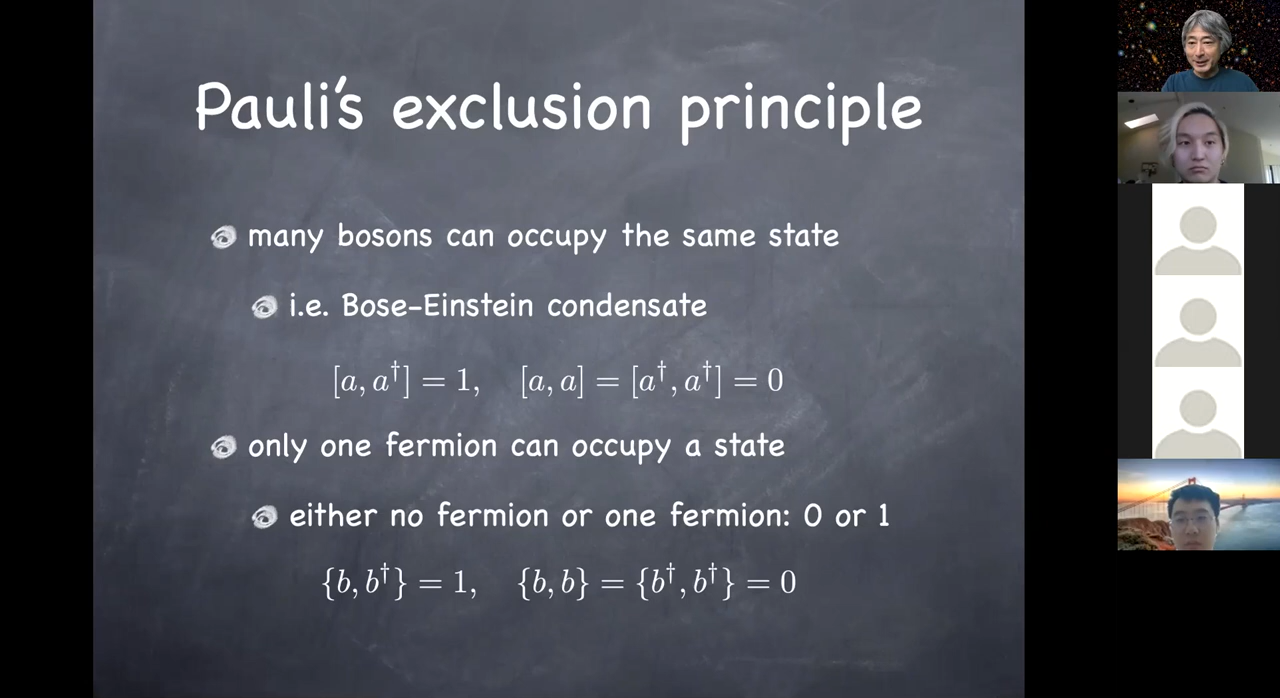 Pauli's exclusion principle
many bosons can occupy the same state
i.e. Bose-Einstein condensate
[a, a†] = 1, [a, a] = [a†, a†] = 0
only one fermion can occupy a state
either no fermion or one fermion: 0 or 1
{b, b†} = 1, {b, b} = {b†, b†} = 0